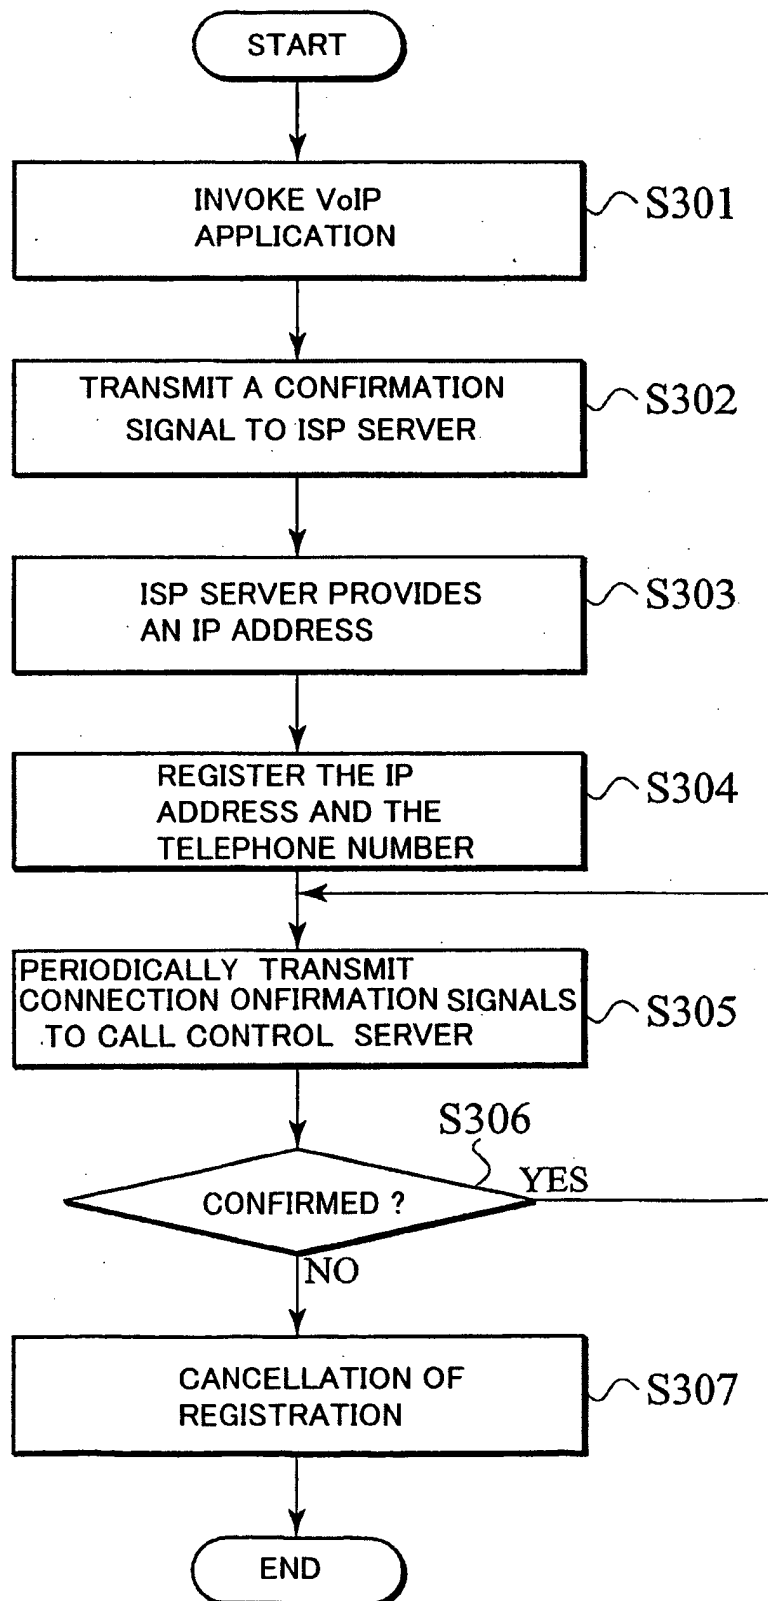 START
INVOKE VoIP
APPLICATION
S301
TRANSMIT A CONFIRMATION
SIGNAL TO ISP SERVER
S302
ISP SERVER PROVIDES
AN IP ADDRESS
S303
REGISTER THE IP
ADDRESS AND THE
TELEPHONE NUMBER
S304
PERIODICALLY TRANSMIT
CONNECTION ONFIRMATION SIGNALS
TO CALL CONTROL SERVER
S305
S306
CONFIRMED ?
YES
NO
CANCELLATION OF
REGISTRATION
S307
END